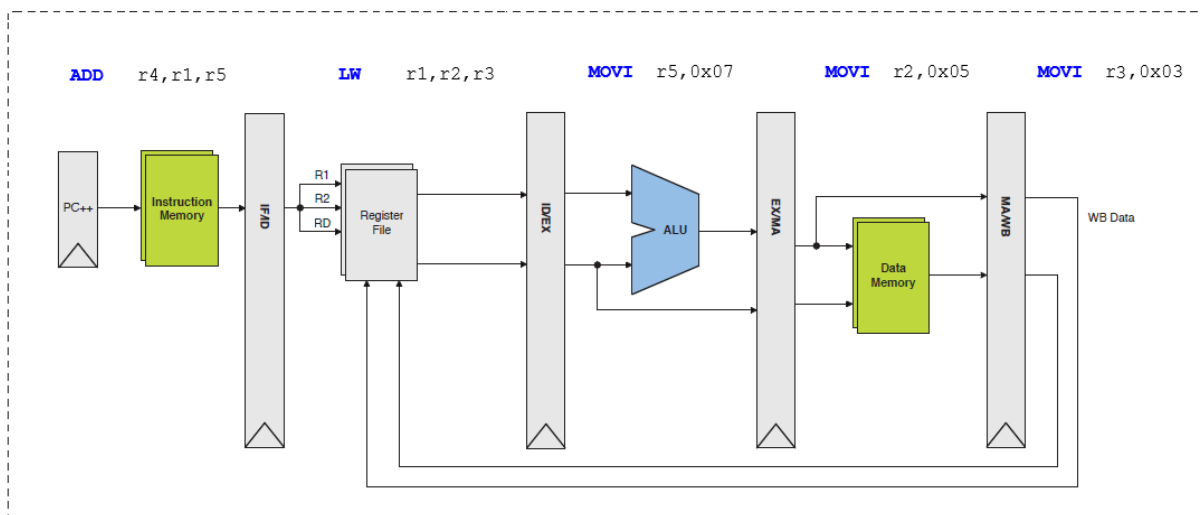 ADD r4,r1,r5
LW r1,r2,r3
MOVI r5,0x07
MOVI r2,0x05
MOVI r3,0x03
PC++
Instruction
Memory
IF/ID
R1
R2
RD
Register
File
ID/EX
ALU
EX/MA
Data
Memory
MA/WB
WB Data